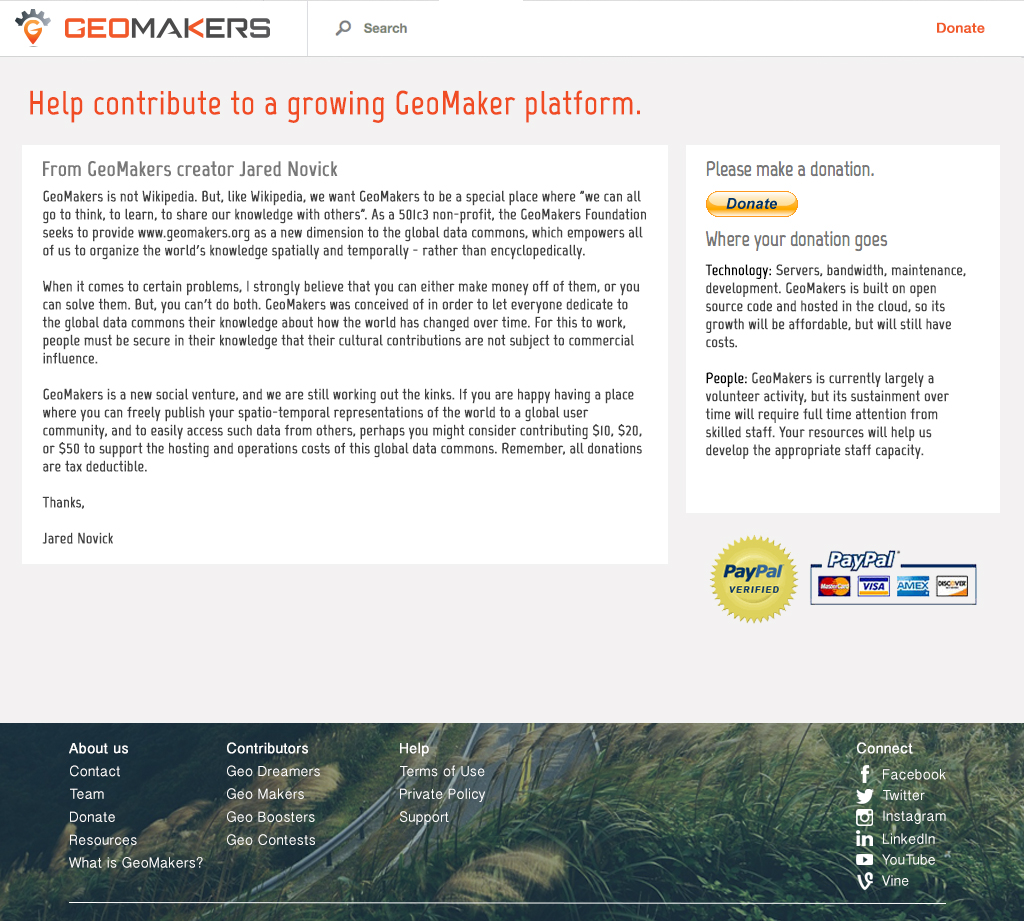 GEOMAKERS
Search
Donate
Help contribute to a growing GeoMaker platform.
From GeoMakers creator Jared Novick
GeoMakers is not Wikipedia. But, like Wikipedia, we want GeoMakers to be a special place where "we can all
go to think, to learn, to share our knowledge with others". As a 501c3 non-profit, the GeoMakers Foundation
seeks to provide www.geomakers.org as a new dimension to the global data commons, which empowers all
of us to organize the world's knowledge spatially and temporally - rather than encyclopedically.
When it comes to certain problems, I strongly believe that you can either make money off of them, or you
can solve them. But, you can't do both. GeoMakers was conceived of in order to let everyone dedicate to
the global data commons their knowledge about how the world has changed over time. For this to work,
people must be secure in their knowledge that their cultural contributions are not subject to commercial
influence.
GeoMakers is a new social venture, and we are still working out the kinks. If you are happy having a place
where you can freely publish your spatio-temporal representations of the world to a global user
community, and to easily access such data from others, perhaps you might consider contributing $10, $20,
or $50 to support the hosting and operations costs of this global data commons. Remember, all donations
are tax deductible.
Thanks,
Jared Novick
Please make a donation.
Donate
Where your donation goes
Technology: Servers, bandwidth, maintenance,
development. GeoMakers is built on open
source code and hosted in the cloud, so its
growth will be affordable, but will still have
costs.
People: GeoMakers is currently largely a
volunteer activity, but its sustainment over
time will require full time attention from
skilled staff. Your resources will help us
develop the appropriate staff capacity.
PayPal
VERIFIED
PayPal
MasterCard VISA AMEX DISCOVER
About us
Contact
Team
Donate
Resources
What is GeoMakers?
Contributors
Geo Dreamers
Geo Makers
Geo Boosters
Geo Contests
Help
Terms of Use
Private Policy
Support
Connect
Facebook
Twitter
Instagram
LinkedIn
YouTube
Vine